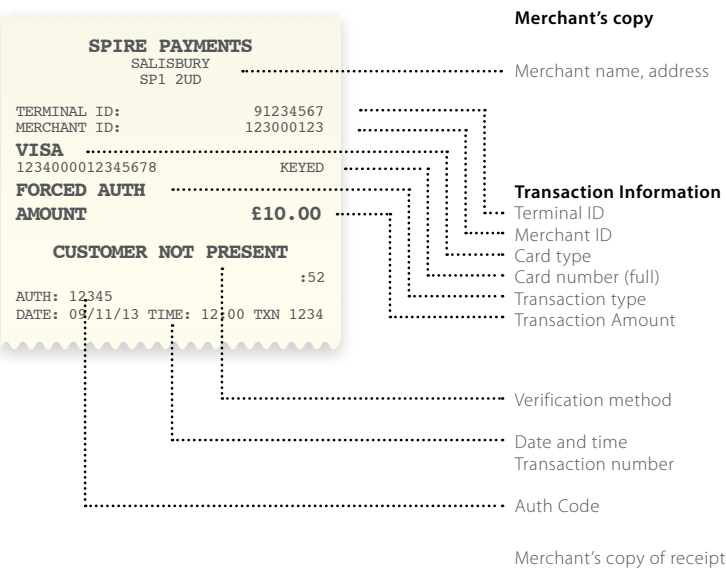 Merchant's copy
SPIRE PAYMENTS
SALISBURY
SP1 2UD
Merchant name, address
TERMINAL ID: 91234567
MERCHANT ID: 123000123
VISA
1234000012345678 KEYED
FORCED AUTH
AMOUNT £10.00
CUSTOMER NOT PRESENT
:52
AUTH: 12345
DATE: 09/11/13 TIME: 12:00 TXN 1234
Transaction Information
Terminal ID
Merchant ID
Card type
Card number (full)
Transaction type
Transaction Amount
Verification method
Date and time
Transaction number
Auth Code
Merchant's copy of receipt